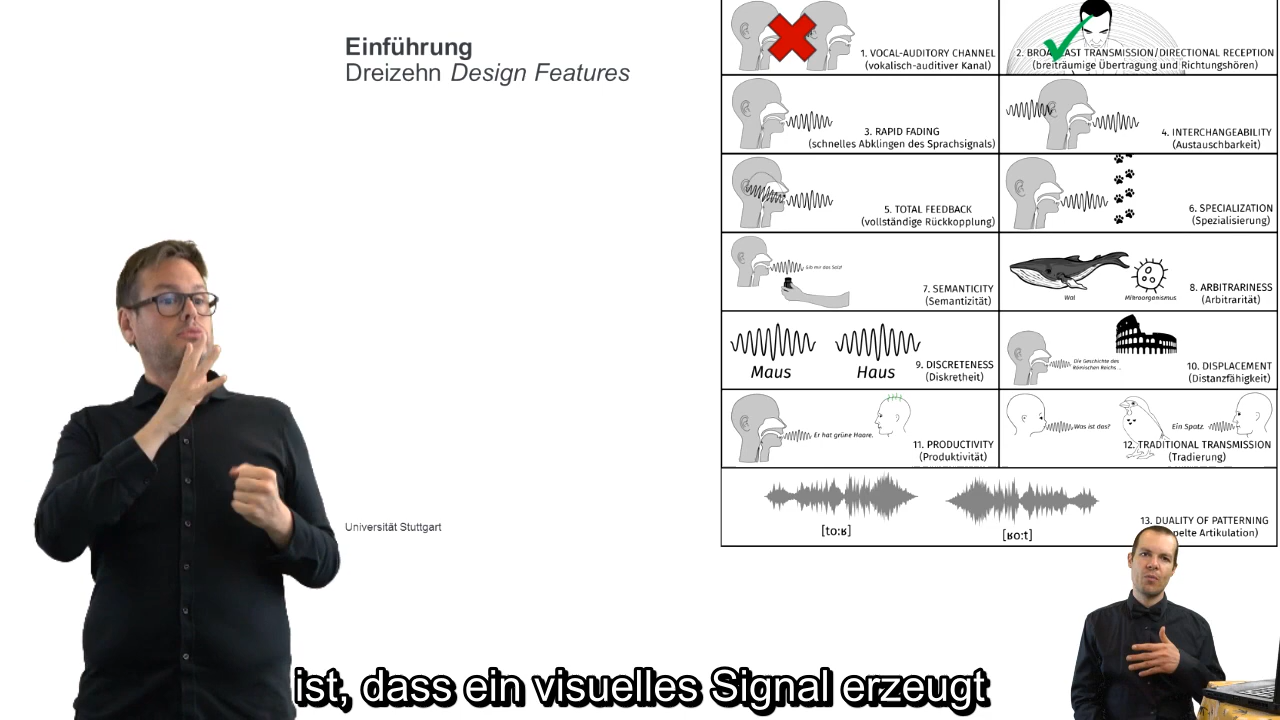 Einführung
Dreizehn Design Features
1. VOCAL-AUDITORY CHANNEL
(vokalisch-auditiver Kanal)
TRANSMISSION/DIRECTIONAL RECEPTION
(breiträumige Übertragung und Richtungshören)
3. RAPID FADING
(schnelles Abklingen des Sprachsignals)
4. INTERCHANGEABILITY
(Austauschbarkeit)
5. TOTAL FEEDBACK
(vollständige Rückkopplung)
6. SPECIALIZATION
(Spezialisierung)
Gib mir das Salz!
7. SEMANTICITY
(Semantizität)
Wal
Mikroorganismus
8. ARBITRARINESS
(Arbitrarität)
Maus
Haus
9. DISCRETENESS
(Diskretheit)
Die Geschichte des
Römischen Reichs ...
10. DISPLACEMENT
(Distanzfähigkeit)
Er hat grüne Haare.
11. PRODUCTIVITY
(Produktivität)
Was ist das?
Ein Spatz.
12. TRADITIONAL TRANSMISSION
(Tradierung)
[to:ʁ]
[ʁo:t]
13. DUALITY OF PATTERNING
Artikulation)
Universität Stuttgart
ist, dass ein visuelles Signal erzeugt